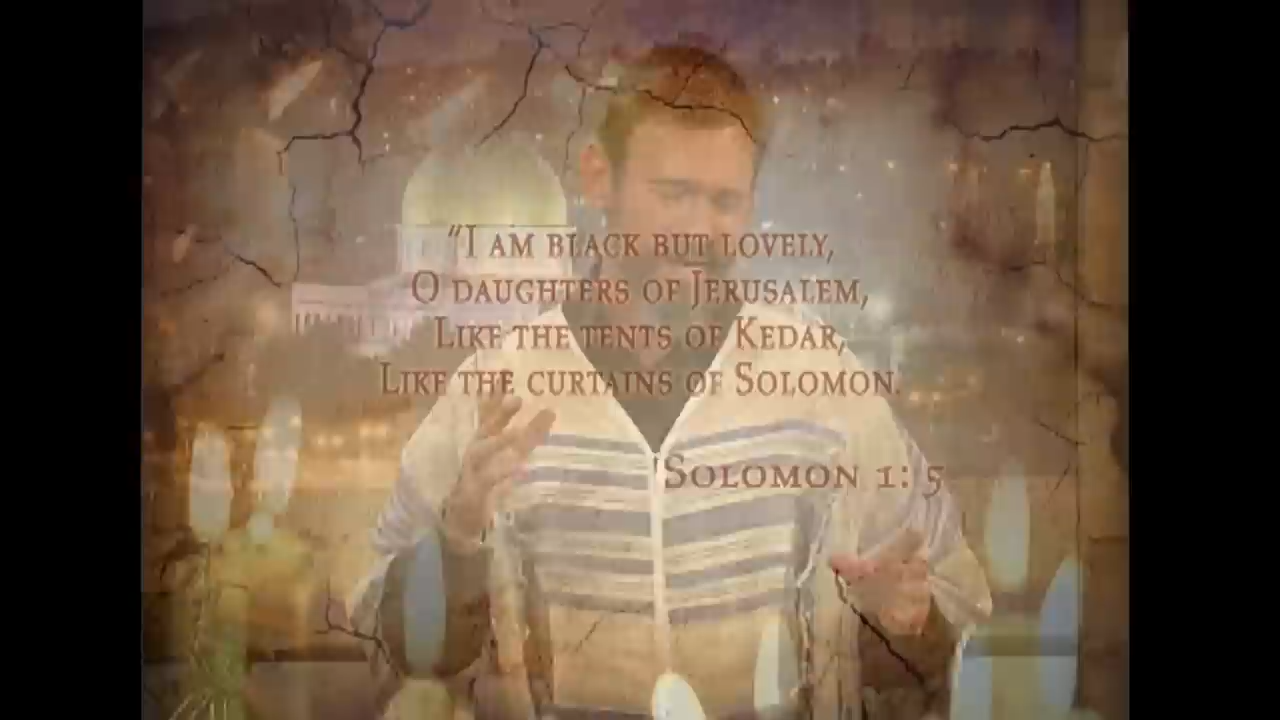 “I am black but lovely,
O daughters of Jerusalem,
Like the tents of Kedar,
Like the curtains of Solomon.
Solomon 1: 5